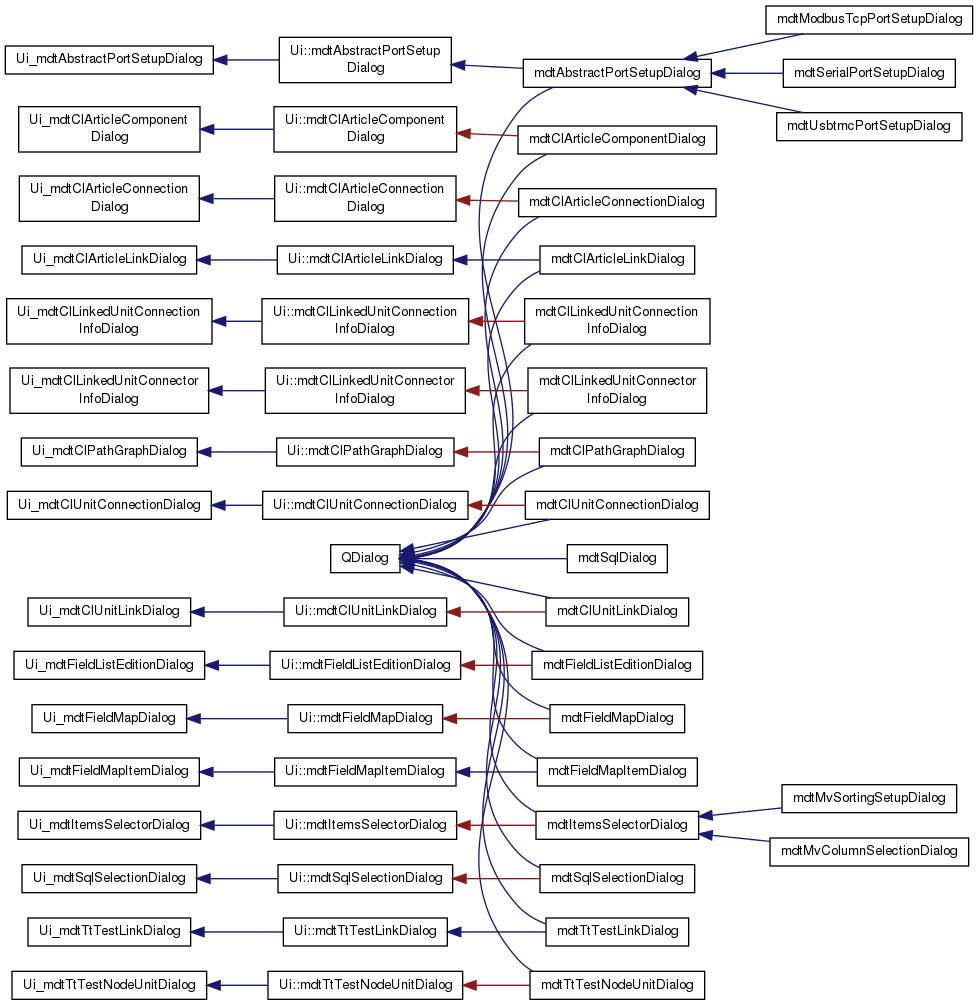 mdtModbusTcpPortSetupDialog
Ui_mdtAbstractPortSetupDialog
Ui::mdtAbstractPortSetup
Dialog
mdtAbstractPortSetupDialog
mdtSerialPortSetupDialog
mdtUsbtmcPortSetupDialog
Ui_mdtClArticleComponent
Dialog
Ui::mdtClArticleComponent
Dialog
mdtClArticleComponentDialog
Ui_mdtClArticleConnection
Dialog
Ui::mdtClArticleConnection
Dialog
mdtClArticleConnectionDialog
Ui_mdtClArticleLinkDialog
Ui::mdtClArticleLinkDialog
mdtClArticleLinkDialog
Ui_mdtClLinkedUnitConnection
InfoDialog
Ui::mdtClLinkedUnitConnection
InfoDialog
mdtClLinkedUnitConnection
InfoDialog
Ui_mdtClLinkedUnitConnector
InfoDialog
Ui::mdtClLinkedUnitConnector
InfoDialog
mdtClLinkedUnitConnector
InfoDialog
Ui_mdtClPathGraphDialog
Ui::mdtClPathGraphDialog
mdtClPathGraphDialog
Ui_mdtClUnitConnectionDialog
Ui::mdtClUnitConnectionDialog
mdtClUnitConnectionDialog
QDialog
mdtSqlDialog
Ui_mdtClUnitLinkDialog
Ui::mdtClUnitLinkDialog
mdtClUnitLinkDialog
Ui_mdtFieldListEditionDialog
Ui::mdtFieldListEditionDialog
mdtFieldListEditionDialog
Ui_mdtFieldMapDialog
Ui::mdtFieldMapDialog
mdtFieldMapDialog
Ui_mdtFieldMapItemDialog
Ui::mdtFieldMapItemDialog
mdtFieldMapItemDialog
mdtMvSortingSetupDialog
Ui_mdtItemsSelectorDialog
Ui::mdtItemsSelectorDialog
mdtItemsSelectorDialog
mdtMvColumnSelectionDialog
Ui_mdtSqlSelectionDialog
Ui::mdtSqlSelectionDialog
mdtSqlSelectionDialog
Ui_mdtTtTestLinkDialog
Ui::mdtTtTestLinkDialog
mdtTtTestLinkDialog
Ui_mdtTtTestNodeUnitDialog
Ui::mdtTtTestNodeUnitDialog
mdtTtTestNodeUnitDialog